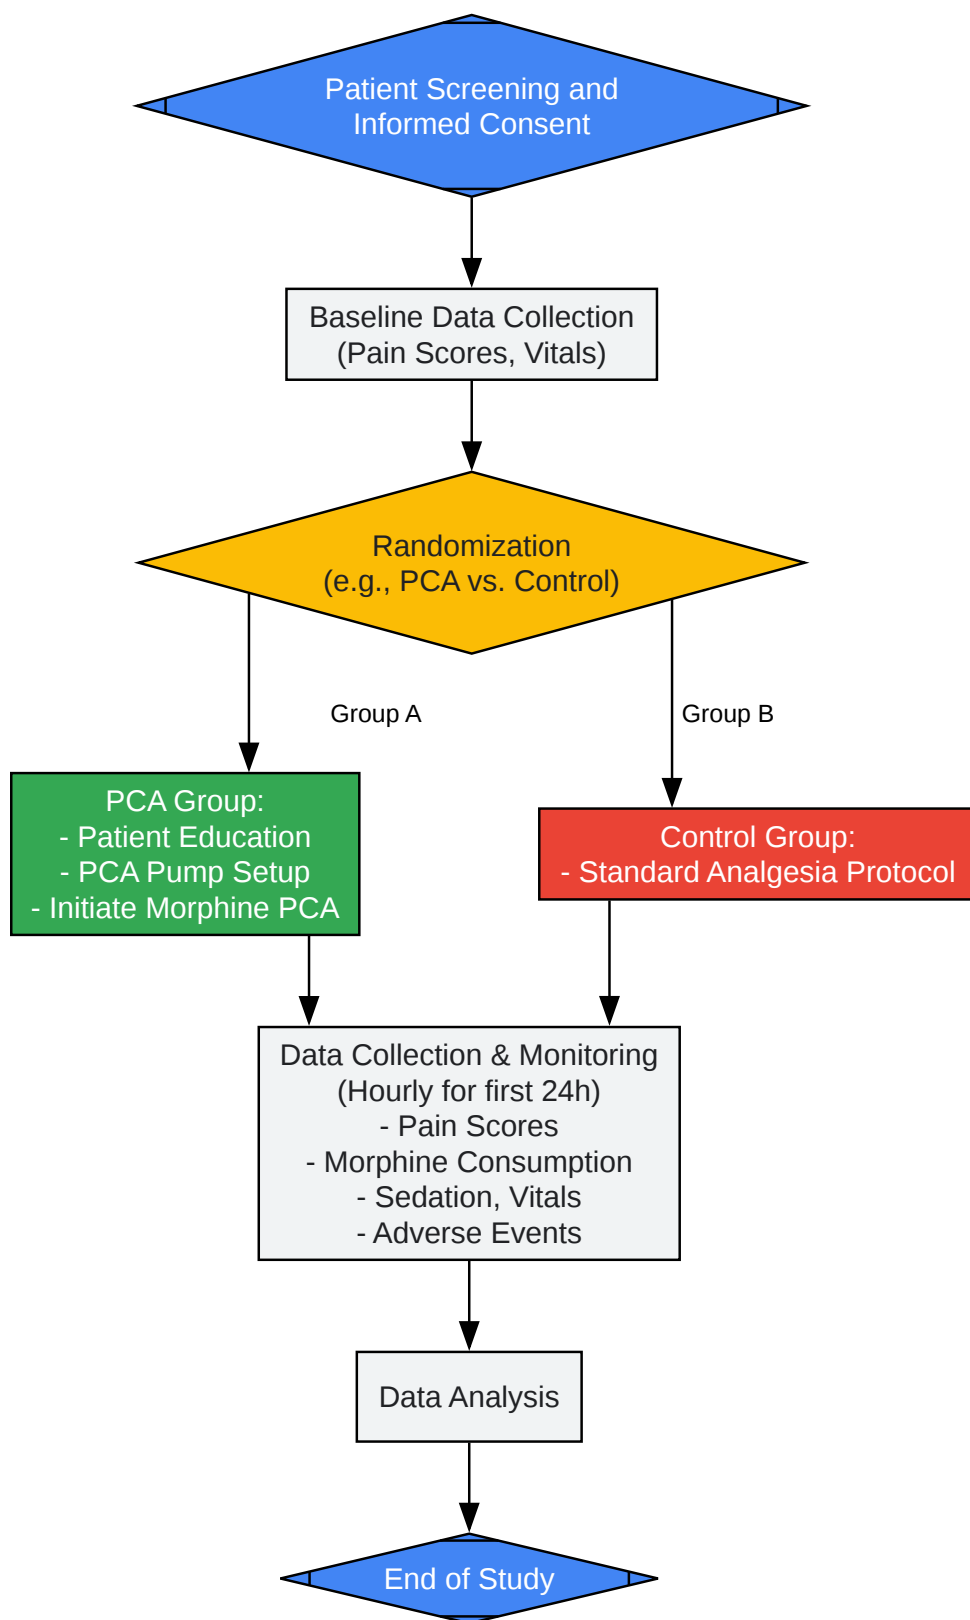 Patient Screening and
Informed Consent
Baseline Data Collection
(Pain Scores, Vitals)
Randomization
(e.g., PCA vs. Control)
Group A
Group B
PCA Group:
- Patient Education
- PCA Pump Setup
- Initiate Morphine PCA
Control Group:
- Standard Analgesia Protocol
Data Collection & Monitoring
(Hourly for first 24h)
- Pain Scores
- Morphine Consumption
- Sedation, Vitals
- Adverse Events
Data Analysis
End of Study